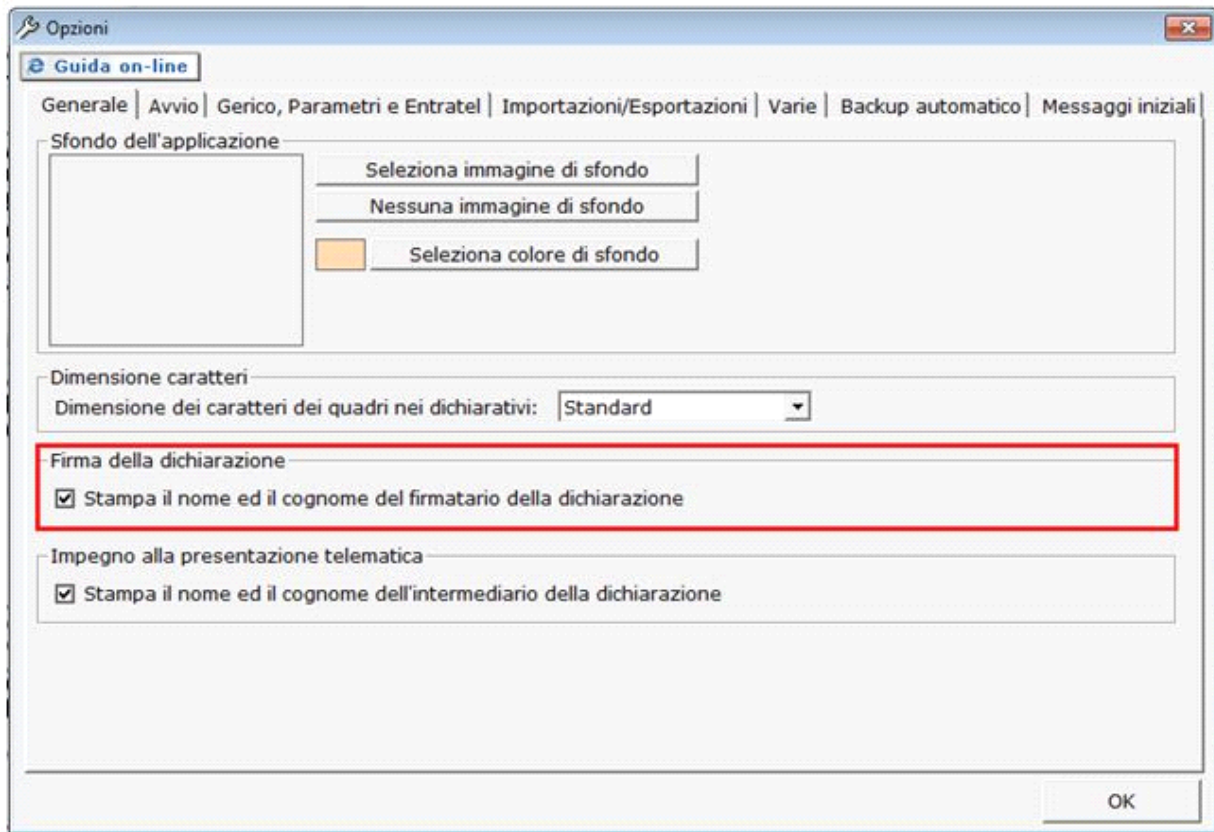 Opzioni
Guida on-line
Generale Avvio Gerico, Parametri e Entratel Importazioni/Esportazioni Varie Backup automatico Messaggi iniziali
Sfondo dell'applicazione
Seleziona immagine di sfondo
Nessuna immagine di sfondo
Seleziona colore di sfondo
Dimensione caratteri
Dimensione dei caratteri dei quadri nei dichiarativi: Standard
Firma della dichiarazione
Stampa il nome ed il cognome del firmatario della dichiarazione
Impegno alla presentazione telematica
Stampa il nome ed il cognome dell'intermediario della dichiarazione
OK